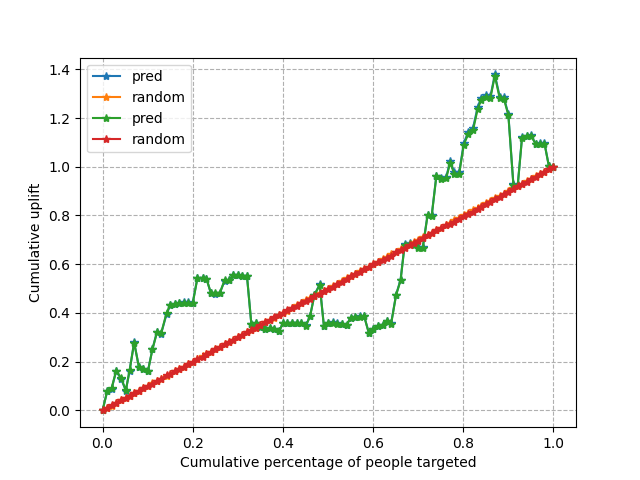 pred
random
pred
random
1.4
1.2
1.0
0.8
0.6
0.4
0.2
0.0
Cumulative uplift
0.0 0.2 0.4 0.6 0.8 1.0
Cumulative percentage of people targeted